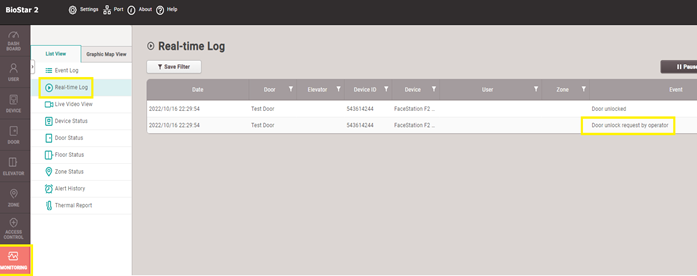 BioStar 2
Settings Port About Help
DASH
BOARD
USER
DEVICE
DOOR
ELEVATOR
ZONE
ACCESS
CONTROL
MONITORING
List View Graphic Map View
Event Log
Real-time Log
Live Video View
Device Status
Door Status
Floor Status
Zone Status
Alert History
Thermal Report
Real-time Log
Save Filter Pause
Date Door Elevator Device ID Device User Zone Event
2022/10/16 22:29:54 Test Door 543614244 FaceStation F2 ... Door unlocked
2022/10/16 22:29:54 Test Door 543614244 FaceStation F2 ... Door unlock request by operator